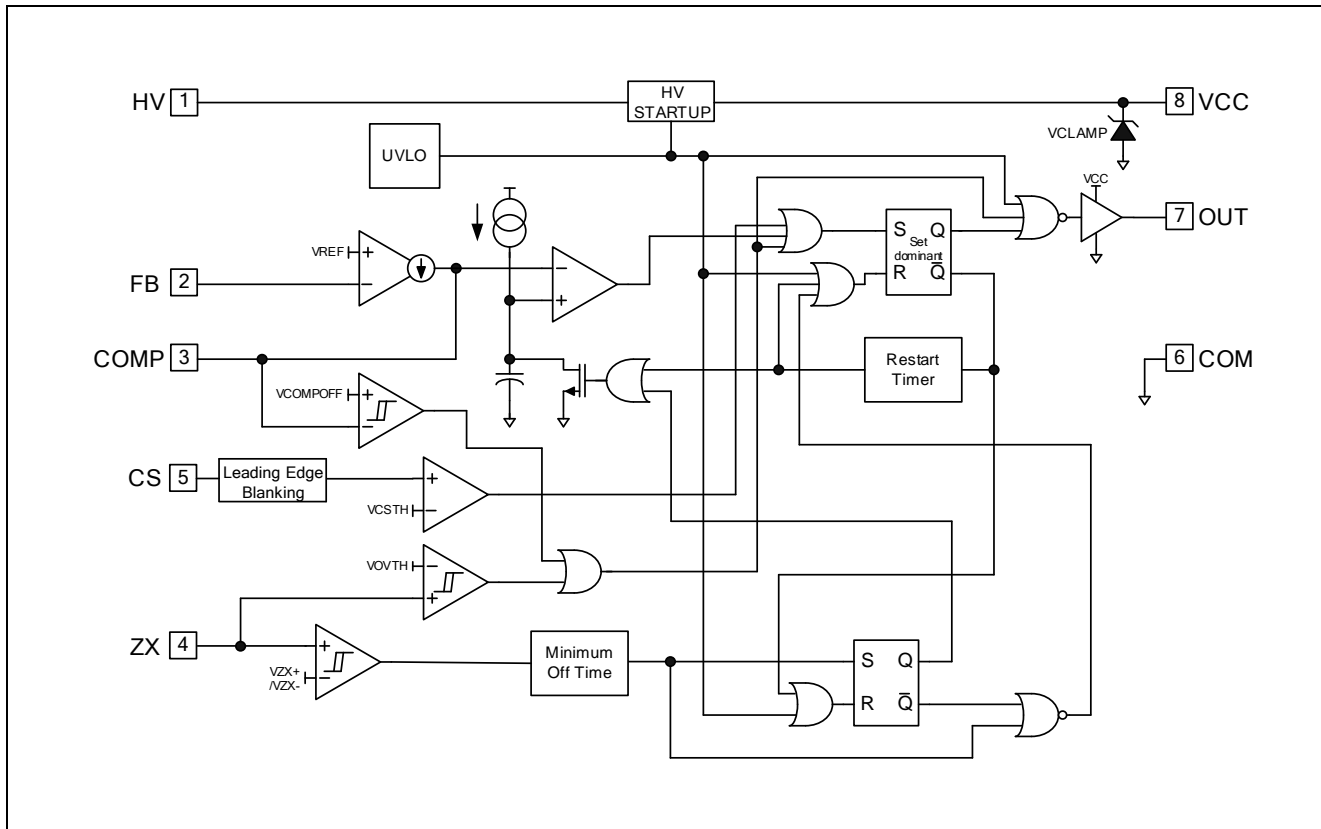 HV 1
HV
STARTUP
8 VCC
UVLO
VCLAMP
VCC
7 OUT
S Q
Set
dominant
R Q
VREF
+
−
FB 2
−
+
COMP 3
Restart
Timer
6 COM
VCOMPOFF
+
−
CS 5
Leading Edge
Blanking
+
VCSTH
−
VOVTH
−
+
ZX 4
+
VZX+
/VZX-
−
Minimum
Off Time
S Q
R Q